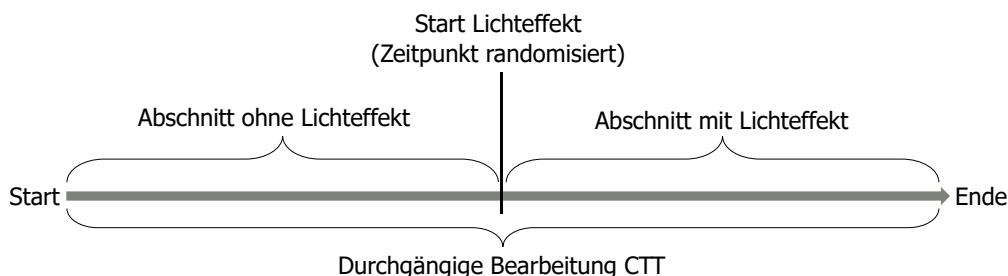 Start Lichteffekt
(Zeitpunkt randomisiert)
Abschnitt ohne Lichteffekt
Abschnitt mit Lichteffekt
Start
Ende
Durchgängige Bearbeitung CTT